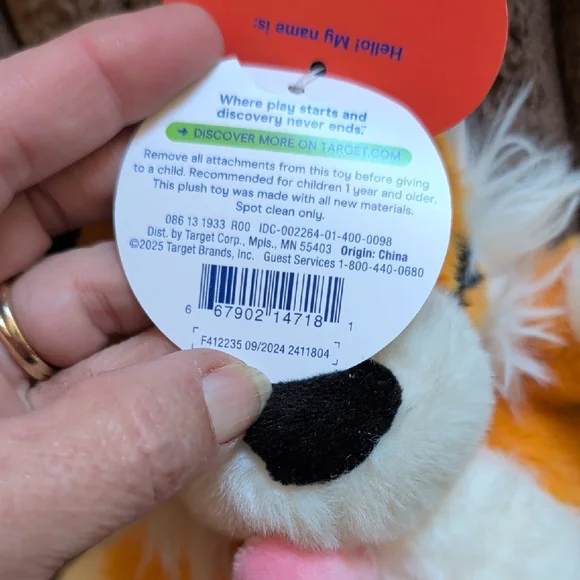 Hello! My name is:
Where play starts and
discovery never ends.™
→ DISCOVER MORE ON TARGET.COM
Remove all attachments from this toy before giving
to a child. Recommended for children 1 year and older.
This plush toy was made with all new materials.
Spot clean only.
086 13 1933 R00 IDC-002264-01-400-0098
Dist. by Target Corp., Mpls., MN 55403 Origin: China
©2025 Target Brands, Inc. Guest Services 1-800-440-0680
6 67902 14718 1
F412235 09/2024 2411804